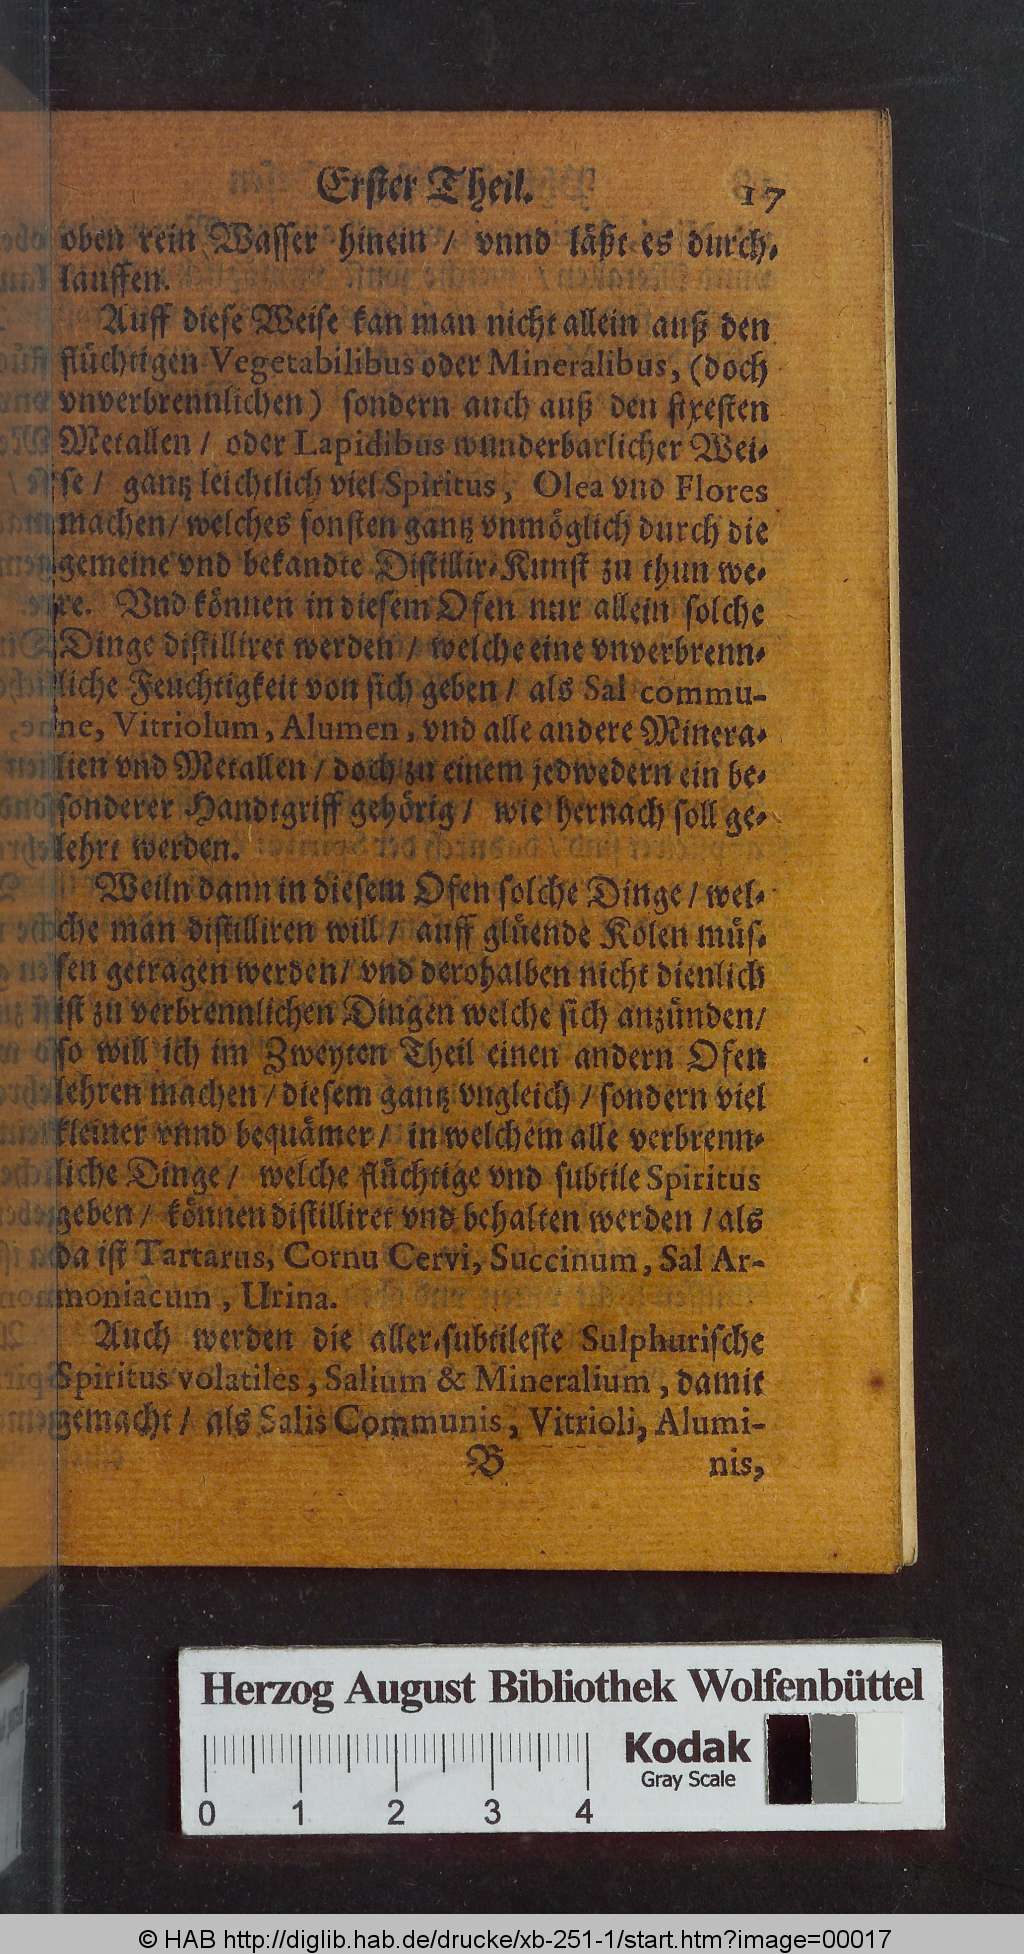 Erster Theil. 17
oben rein Wasser hinein / vnnd läßt es durch-
lauffen.
Auff diese Weise kan man nicht allein auß den
flüchtigen Vegetabilibus oder Mineralibus, (doch
vnverbrennlichen) sondern auch auß den fixesten
Metallen / oder Lapidibus wunderbarlicher Wei-
se / gantz leichtlich viel Spiritus, Olea vnd Flores
machen / welches sonsten gantz vnmöglich durch die
gemeine vnd bekandte Distillir-Kunst zu thun we-
re. Vnd können in diesem Ofen nur allein solche
Dinge distilliret werden / welche eine vnverbrenn-
liche Feuchtigkeit von sich geben / als Sal commu-
ne, Vitriolum, Alumen, vnd alle andere Minera-
lien vnd Metallen / doch zu einem jedwedern ein be-
sonderer Handtgriff gehörig / wie hernach soll ge-
lehrt werden.
Weiln dann in diesem Ofen solche Dinge / wel-
che man distilliren will / auff glüende Kolen müs-
sen getragen werden / vnd derohalben nicht dienlich
ist zu verbrennlichen Dingen welche sich anzünden /
so will ich im Zweyten Theil einen andern Ofen
lehren machen / diesem gantz vngleich / sondern viel
kleiner vnnd bequämer / in welchem alle verbrenn-
liche Dinge / welche flüchtige vnd subtile Spiritus
geben / können distilliret vnd behalten werden / als
da ist Tartarus, Cornu Cervi, Succinum, Sal Ar-
moniacum, Urina.
Auch werden die aller-subtileste Sulphurische
Spiritus volatiles, Salium & Mineralium, damit
gemacht / als Salis Communis, Vitrioli, Alumi-
B nis,
Herzog August Bibliothek Wolfenbüttel
Kodak
Gray Scale
0 1 2 3 4
© HAB http://diglib.hab.de/drucke/xb-251-1/start.htm?image=00017